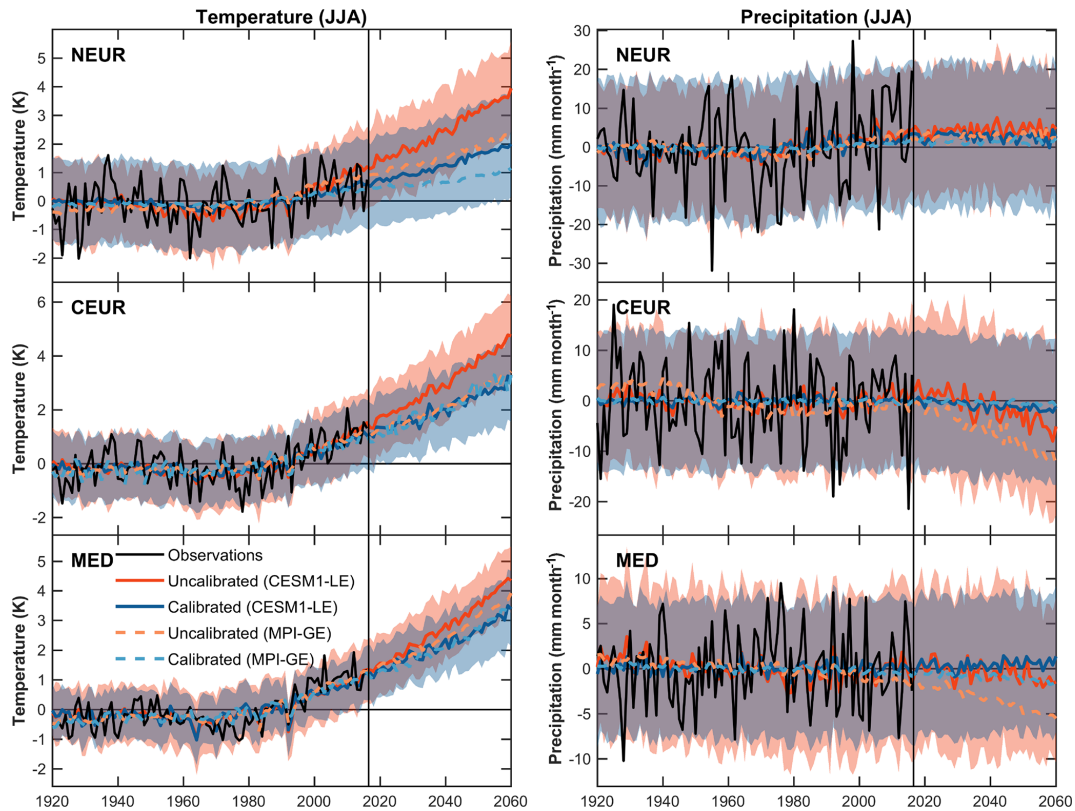 Temperature (JJA)
Precipitation (JJA)
NEUR
Temperature (K)
5
4
3
2
1
0
-1
-2
NEUR
Precipitation (mm month⁻¹)
30
20
10
0
-10
-20
-30
CEUR
Temperature (K)
6
4
2
0
-2
CEUR
Precipitation (mm month⁻¹)
20
10
0
-10
-20
MED
Temperature (K)
5
4
3
2
1
0
-1
-2
Observations
Uncalibrated (CESM1-LE)
Calibrated (CESM1-LE)
Uncalibrated (MPI-GE)
Calibrated (MPI-GE)
1920 1940 1960 1980 2000 2020 2040 2060
MED
Precipitation (mm month⁻¹)
10
5
0
-5
-10
1920 1940 1960 1980 2000 2020 2040 2060